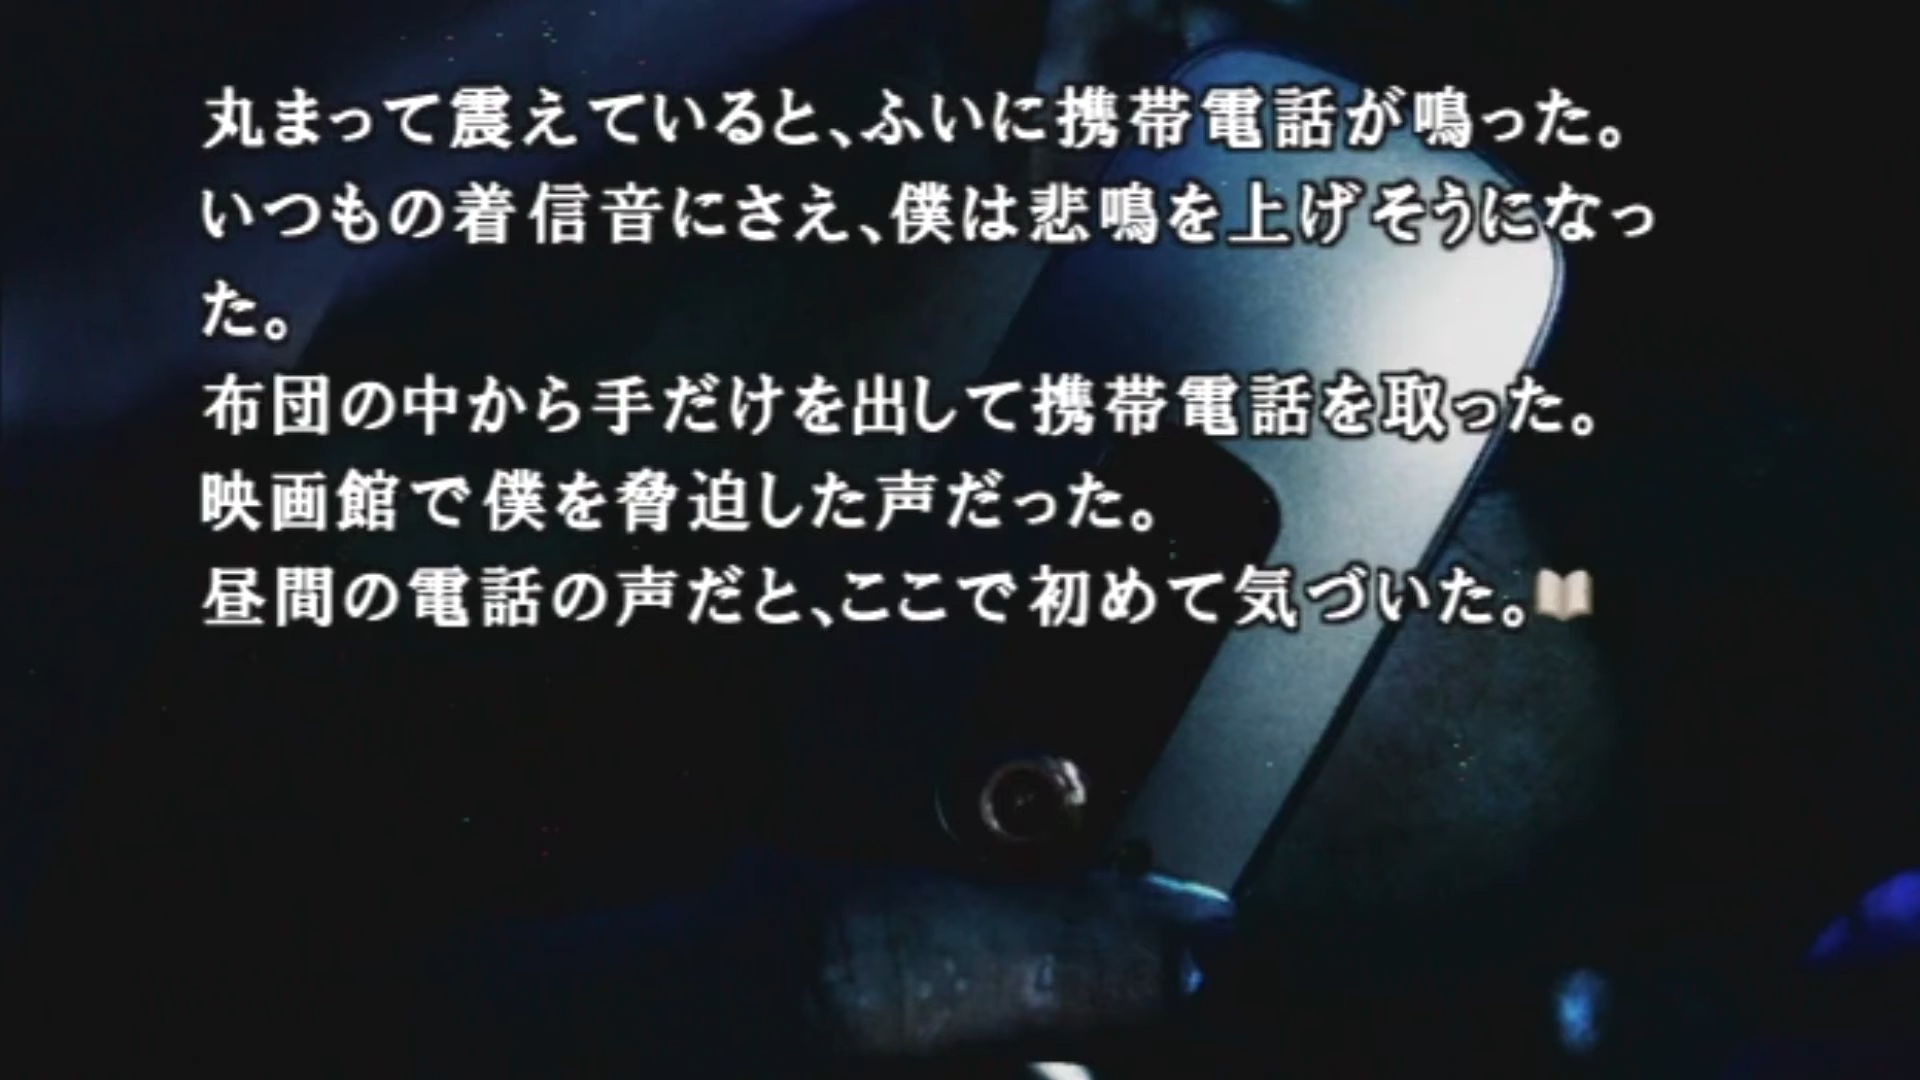 丸まって震えていると、ふいに携帯電話が鳴った。
いつもの着信音にさえ、僕は悲鳴を上げそうになっ
た。
布団の中から手だけを出して携帯電話を取った。
映画館で僕を脅迫した声だった。
昼間の電話の声だと、ここで初めて気づいた。